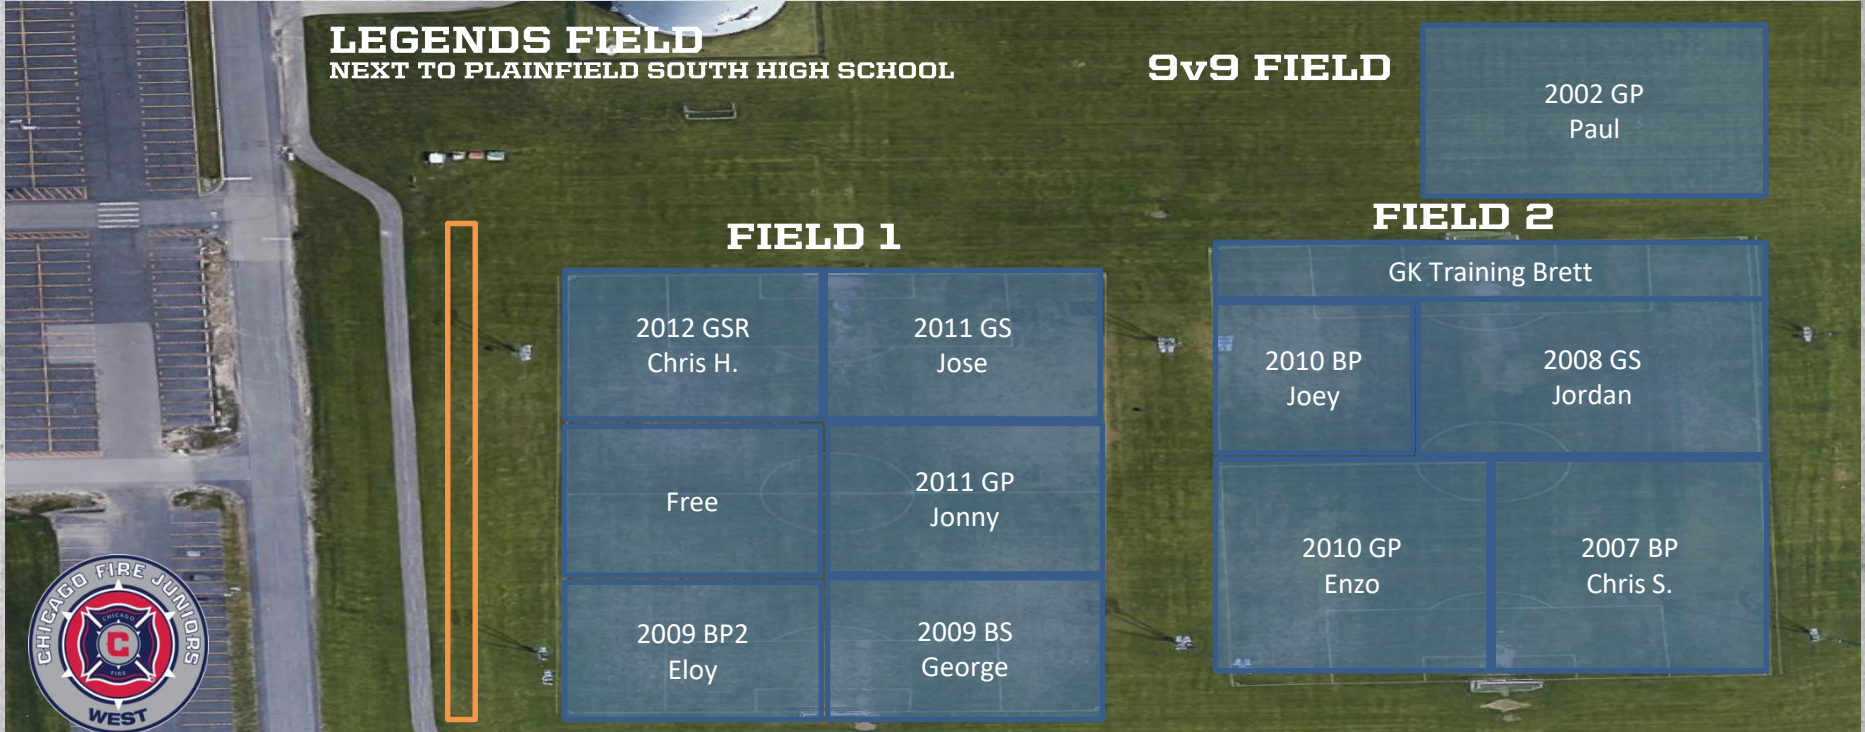 LEGENDS FIELD
NEXT TO PLAINFIELD SOUTH HIGH SCHOOL
9v9 FIELD
2002 GP
Paul
FIELD 1
2012 GSR
Chris H.
2011 GS
Jose
Free
2011 GP
Jonny
2009 BP2
Eloy
2009 BS
George
FIELD 2
GK Training Brett
2010 BP
Joey
2008 GS
Jordan
2010 GP
Enzo
2007 BP
Chris S.
CHICAGO FIRE JUNIORS
CHICAGO
C
FIRE
WEST